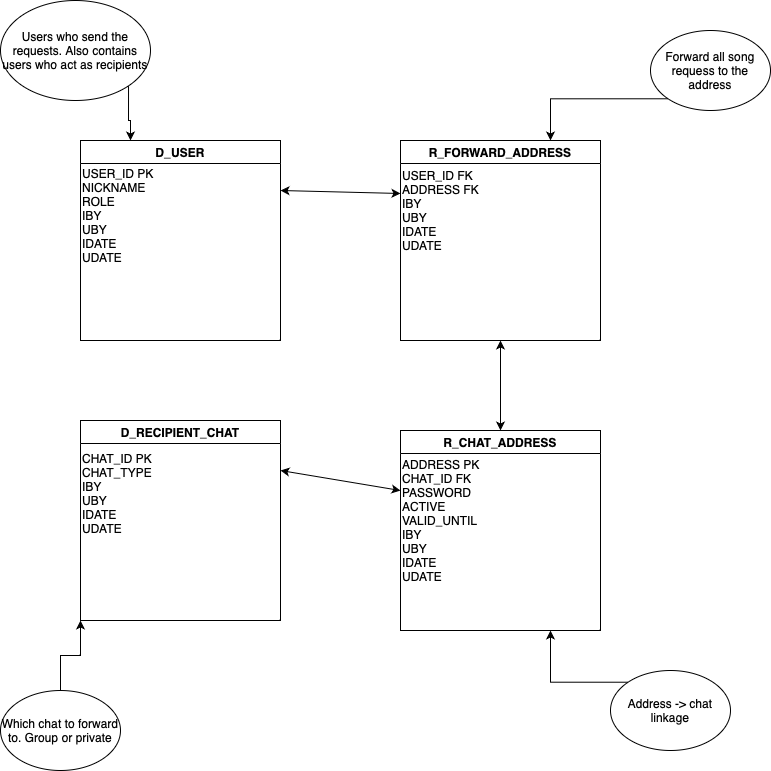 Users who send the
requests. Also contains
users who act as recipients
Forward all song
requess to the
address
D_USER
USER_ID PK
NICKNAME
ROLE
IBY
UBY
IDATE
UDATE
R_FORWARD_ADDRESS
USER_ID FK
ADDRESS FK
IBY
UBY
IDATE
UDATE
D_RECIPIENT_CHAT
CHAT_ID PK
CHAT_TYPE
IBY
UBY
IDATE
UDATE
R_CHAT_ADDRESS
ADDRESS PK
CHAT_ID FK
PASSWORD
ACTIVE
VALID_UNTIL
IBY
UBY
IDATE
UDATE
Which chat to forward
to. Group or private
Address -> chat
linkage